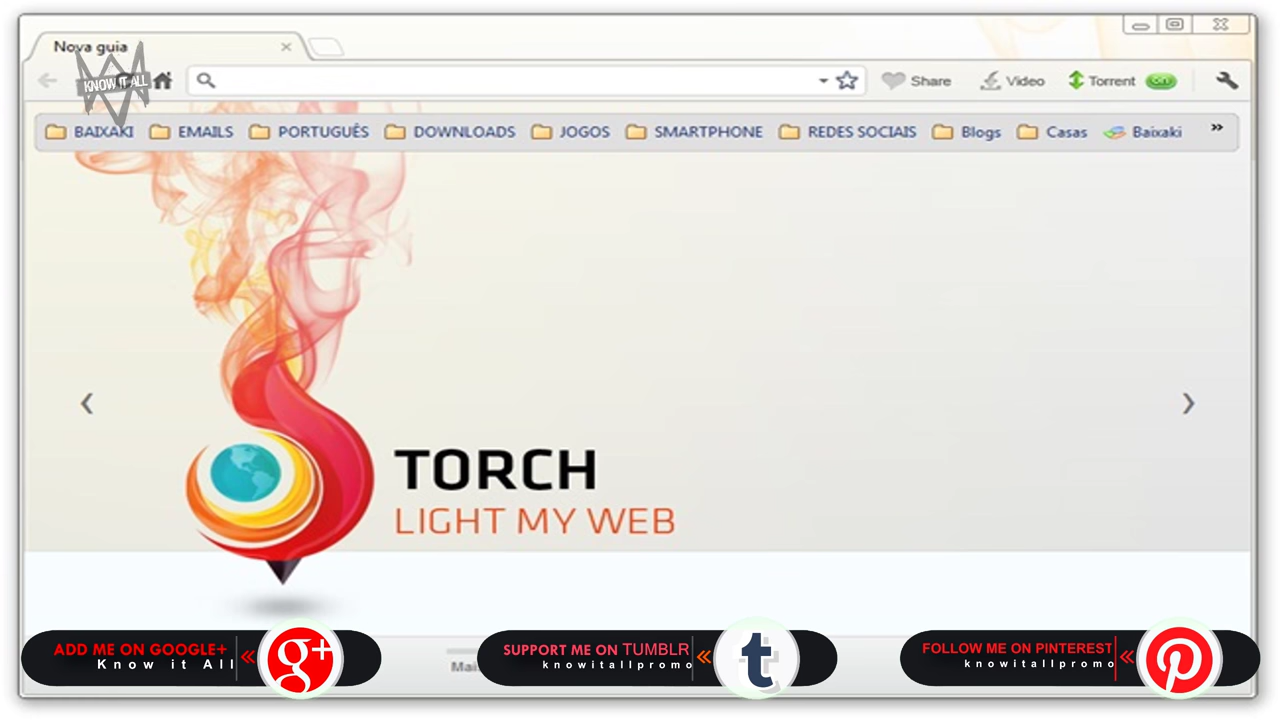 Nova guia
KNOW IT ALL
Share
Video
Torrent
BAIXAKI
EMAILS
PORTUGUÊS
DOWNLOADS
JOGOS
SMARTPHONE
REDES SOCIAIS
Blogs
Casas
Baixaki
TORCH
LIGHT MY WEB
ADD ME ON GOOGLE+
Know it All
g+
SUPPORT ME ON TUMBLR
knowitallpromo
t
FOLLOW ME ON PINTEREST
knowitallpromo